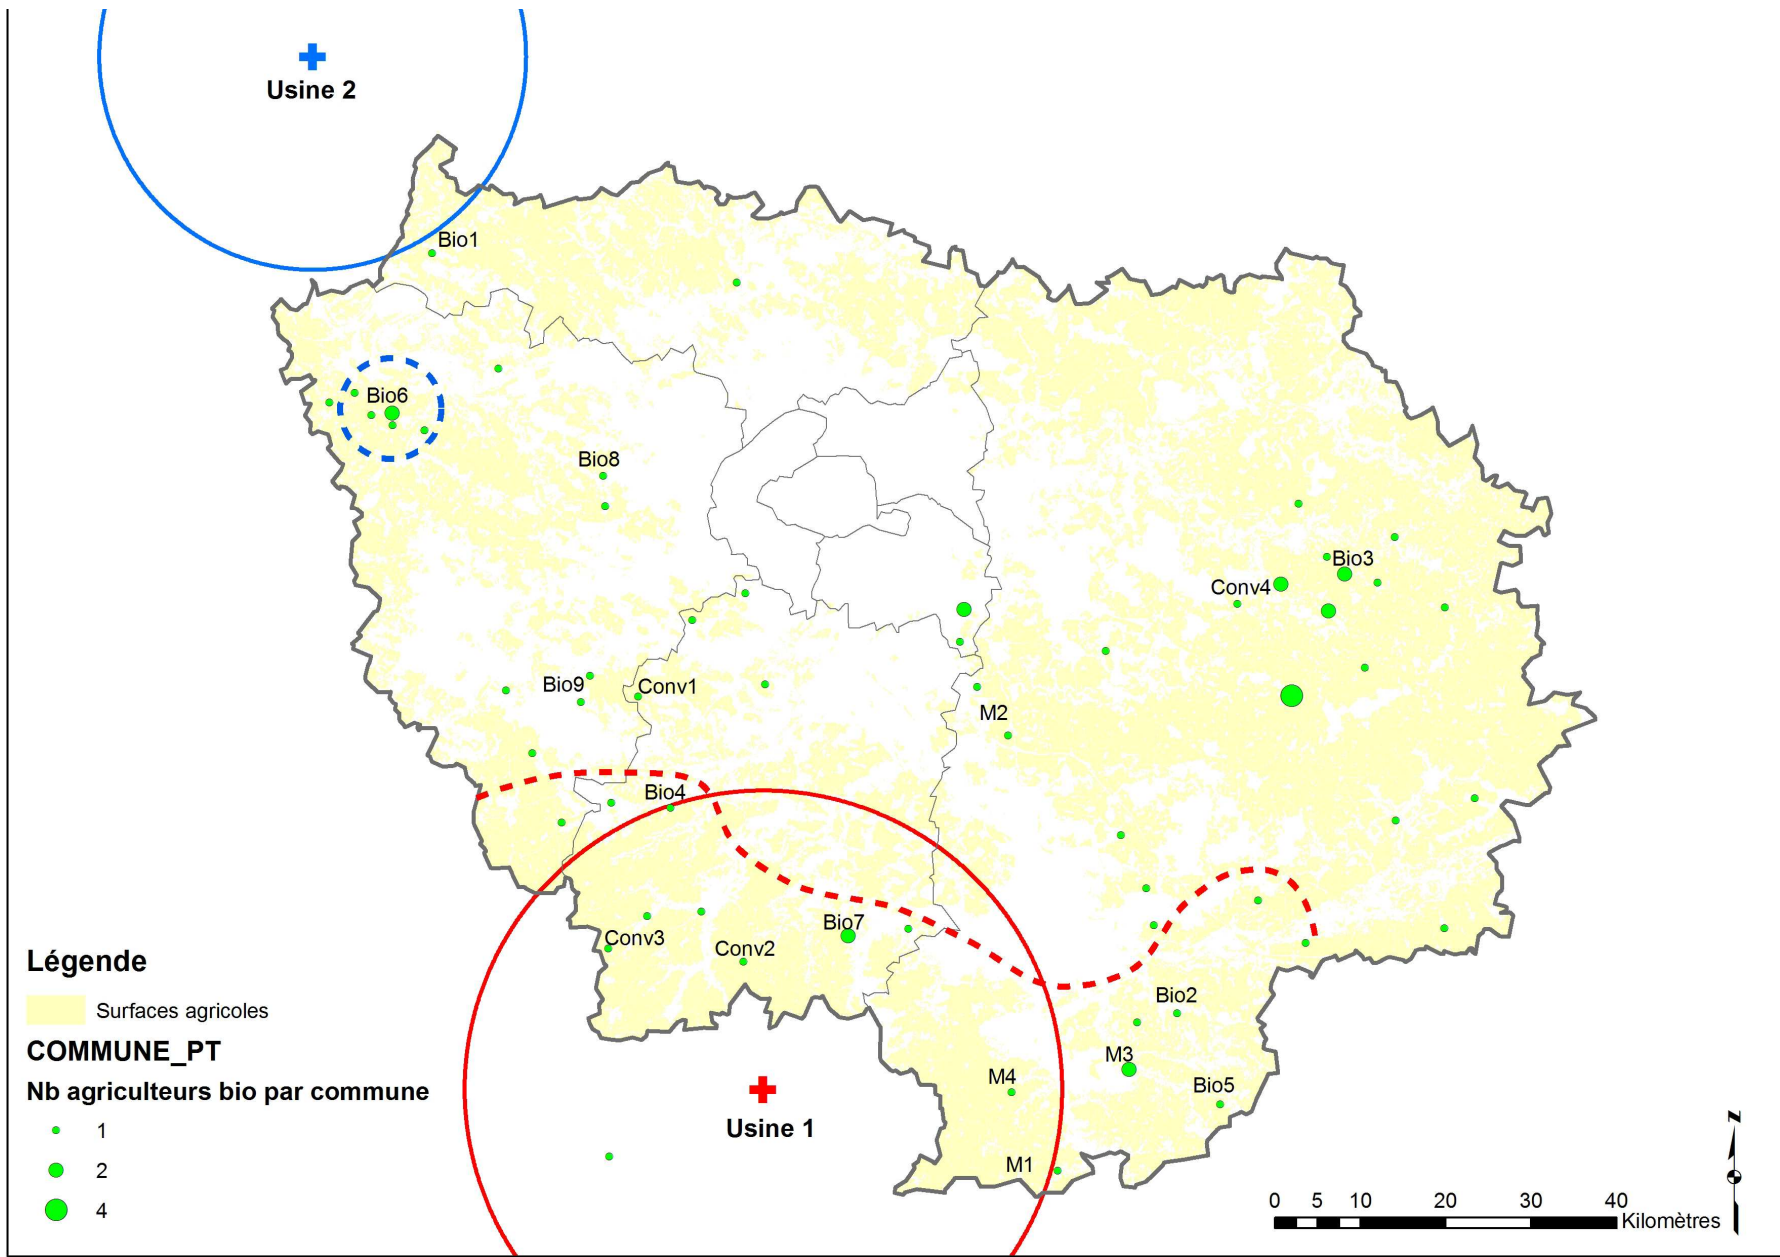 Usine 2
Bio1
Bio6
Bio8
Bio3
Conv4
Bio9
Conv1
M2
Bio4
Bio7
Conv3
Conv2
Bio2
M3
M4
Bio5
Usine 1
M1
Légende
Surfaces agricoles
COMMUNE_PT
Nb agriculteurs bio par commune
1
2
4
N
0 5 10 20 30 40
Kilomètres